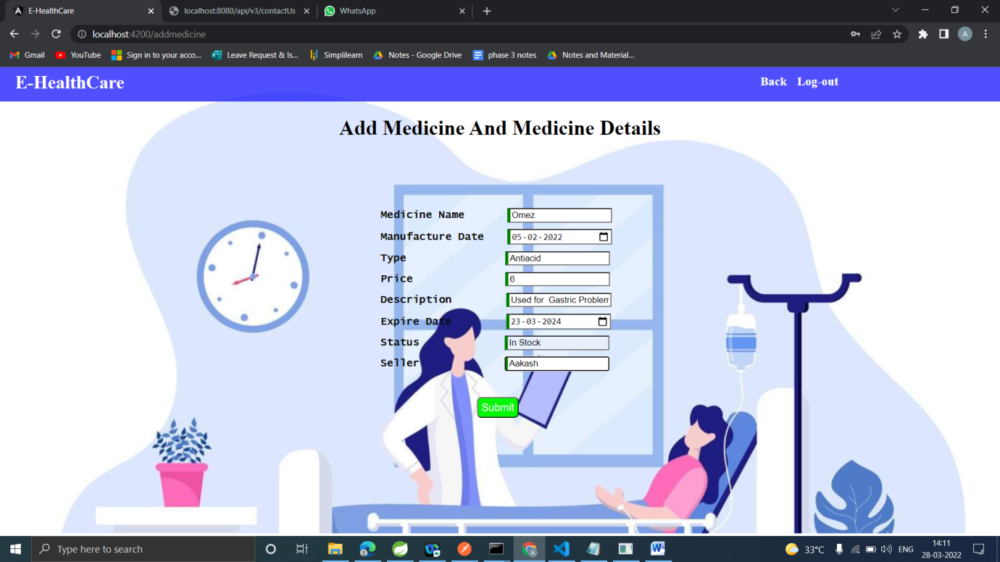 E-HealthCare
localhost:8080/api/v3/contactUs
WhatsApp
localhost:4200/addmedicine
A
Gmail
YouTube
Sign in to your acco...
Leave Request & Is...
Simplilearn
Notes - Google Drive
phase 3 notes
Notes and Material...
E-HealthCare
Back
Log-out
Add Medicine And Medicine Details
Medicine Name Omez
Manufacture Date 05-02-2022
Type Antiacid
Price 6
Description Used for  Gastric Problem
Expire Date 23-03-2024
Status In Stock
Seller Aakash
Submit
Type here to search
33°C
ENG
14:11
28-03-2022